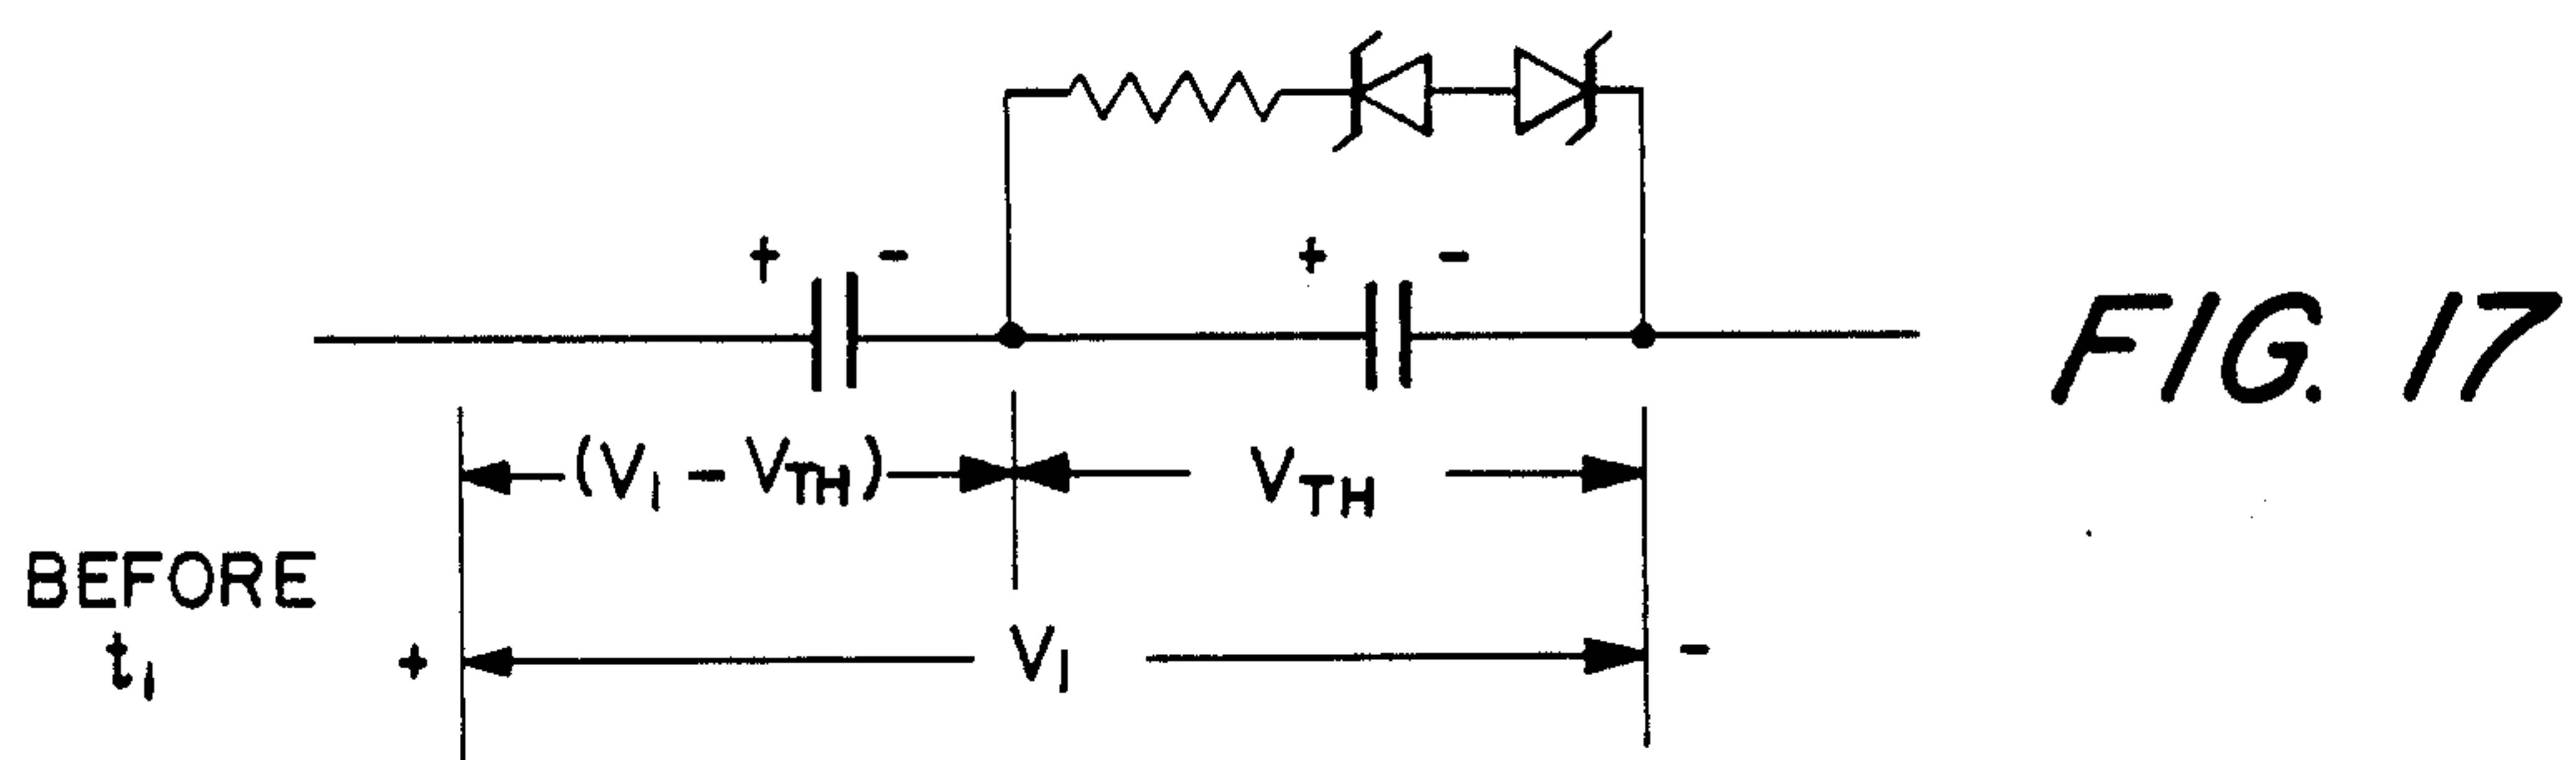 + - + -
FIG. 17
(V1 - VTH) VTH
BEFORE
t1
+ V1 -